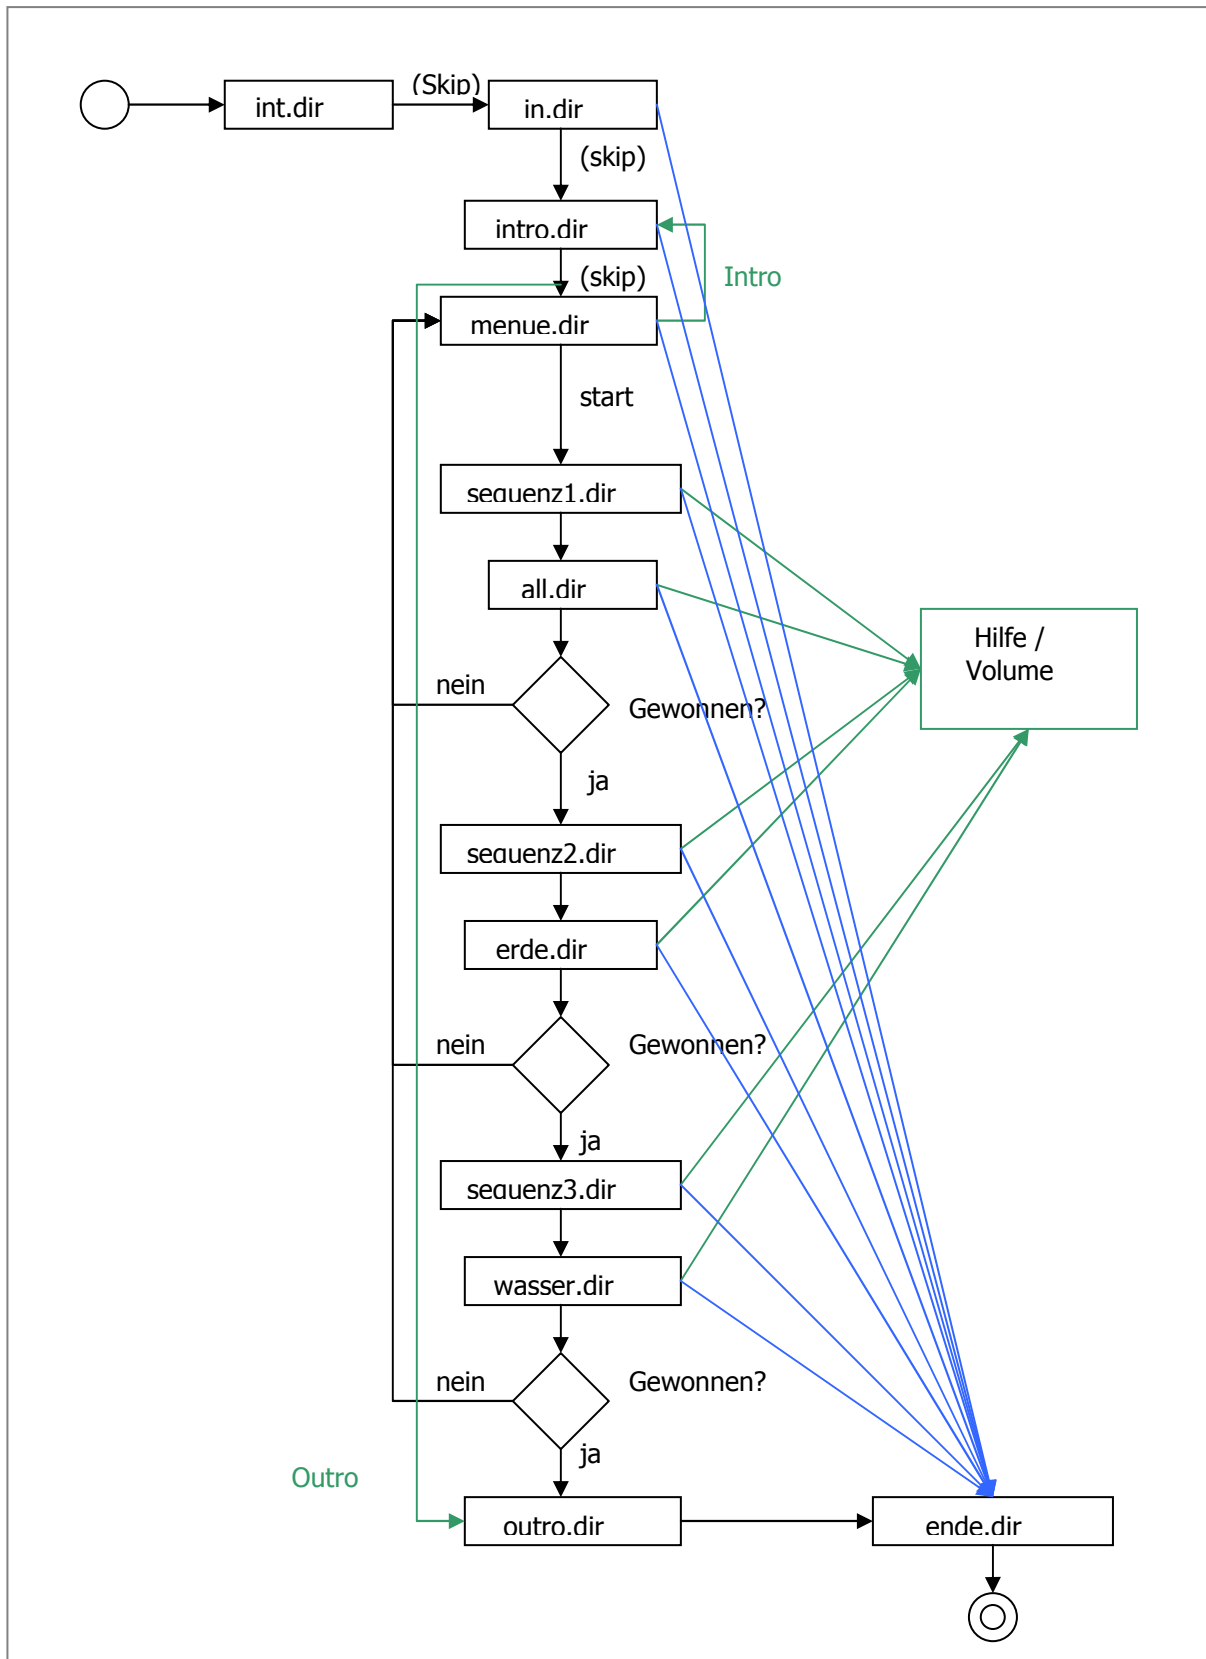 (Skip)
int.dir
in.dir
(skip)
intro.dir
(skip)
Intro
menue.dir
start
sequenz1.dir
all.dir
Hilfe /
Volume
nein
Gewonnen?
ja
sequenz2.dir
erde.dir
nein
Gewonnen?
ja
sequenz3.dir
wasser.dir
nein
Gewonnen?
ja
Outro
outro.dir
ende.dir